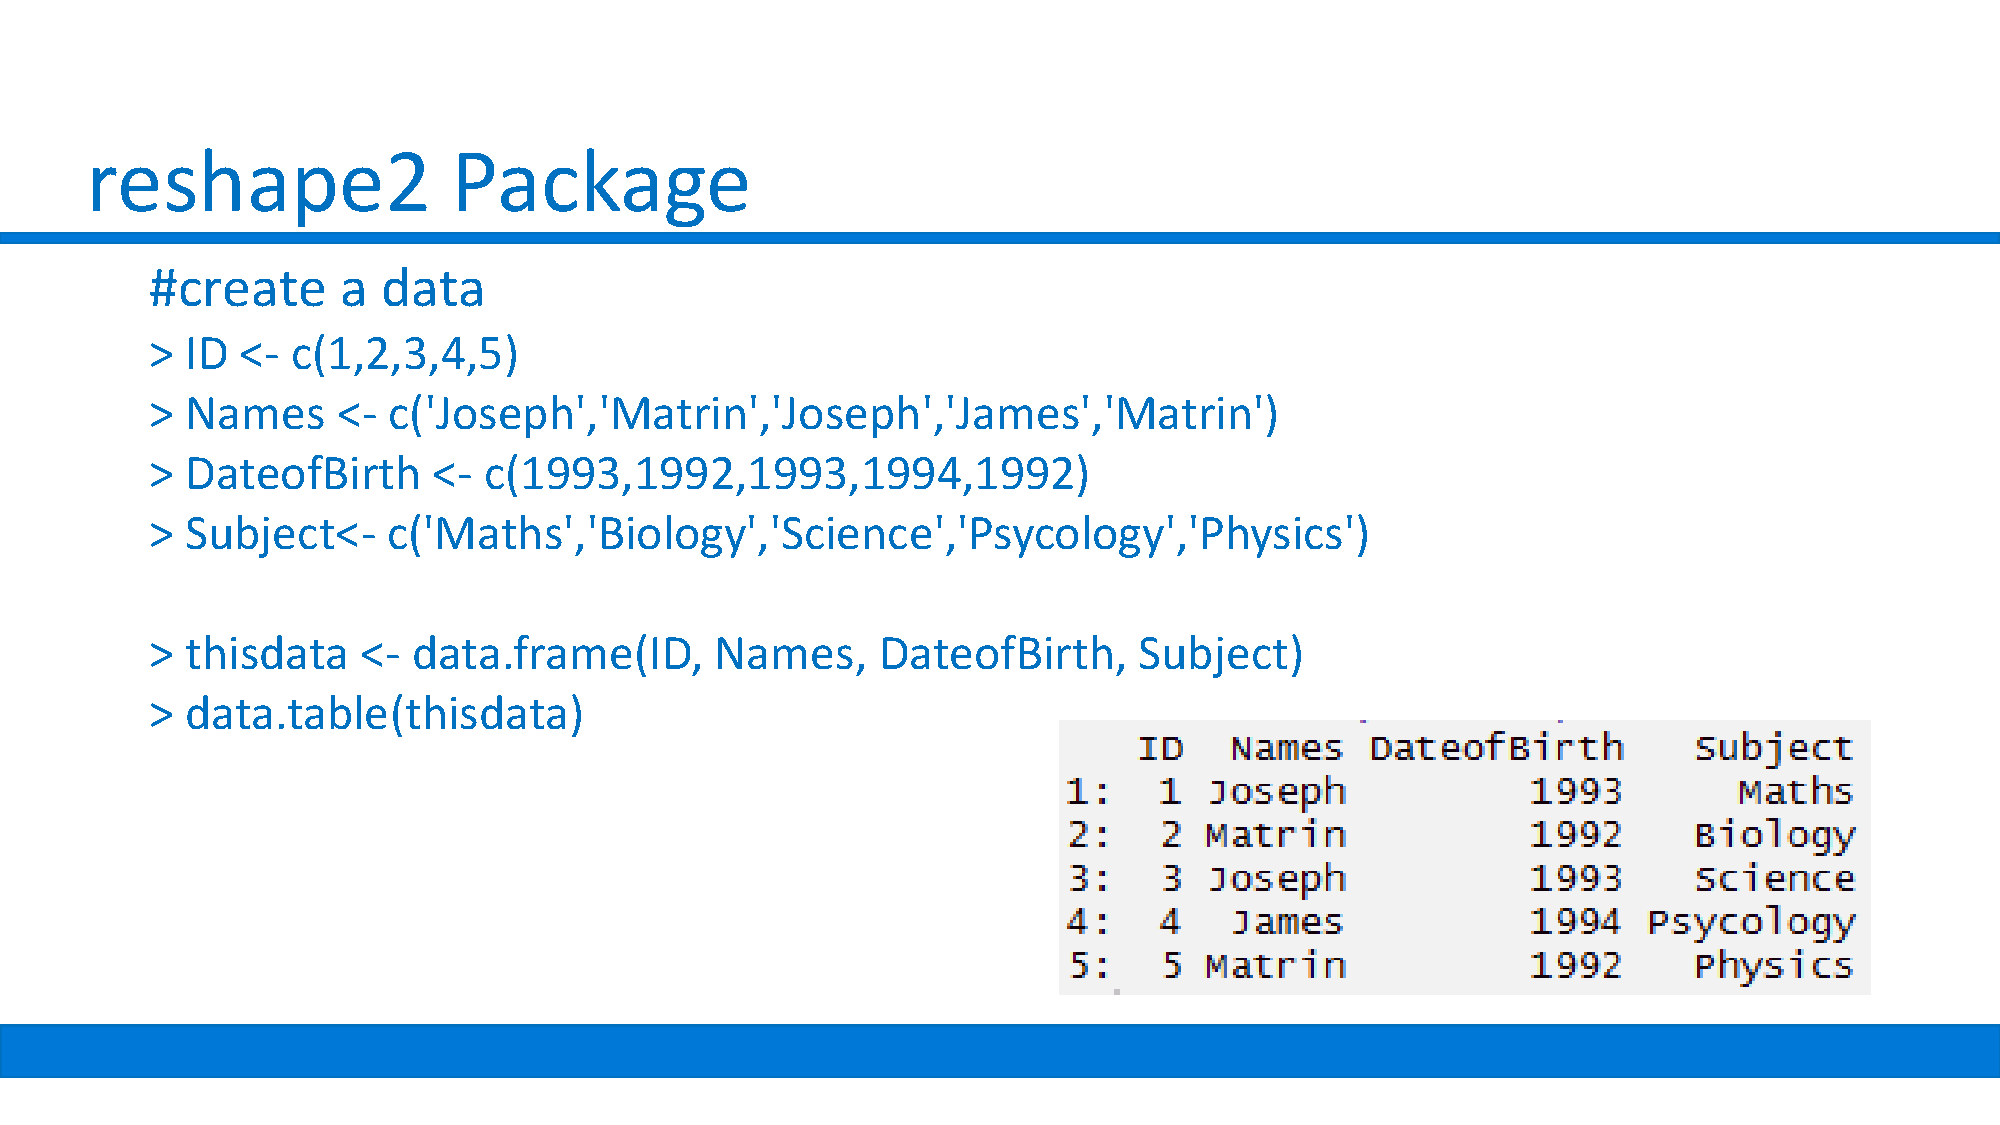 reshape2 Package
#create a data
> ID <- c(1,2,3,4,5)
> Names <- c('Joseph','Matrin','Joseph','James','Matrin')
> DateofBirth <- c(1993,1992,1993,1994,1992)
> Subject<- c('Maths','Biology','Science','Psycology','Physics')
> thisdata <- data.frame(ID, Names, DateofBirth, Subject)
> data.table(thisdata)
ID Names DateofBirth Subject
1: 1 Joseph 1993 Maths
2: 2 Matrin 1992 Biology
3: 3 Joseph 1993 Science
4: 4 James 1994 Psycology
5: 5 Matrin 1992 Physics